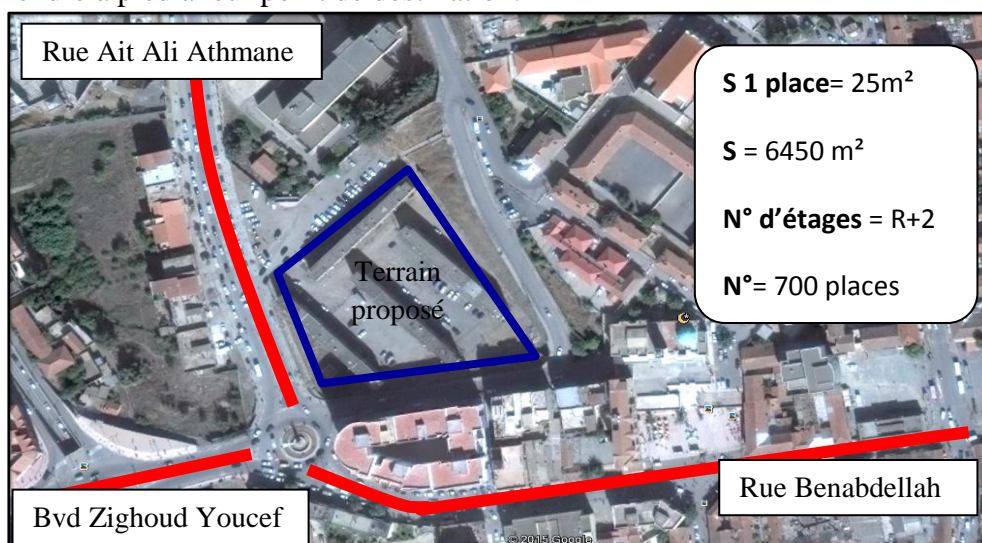 Rue Ait Ali Athmane
S 1 place= 25m²
S = 6450 m²
N° d'étages = R+2
N°= 700 places
Terrain
proposé
Rue Benabdellah
Bvd Zighoud Youcef
© 2015 Google